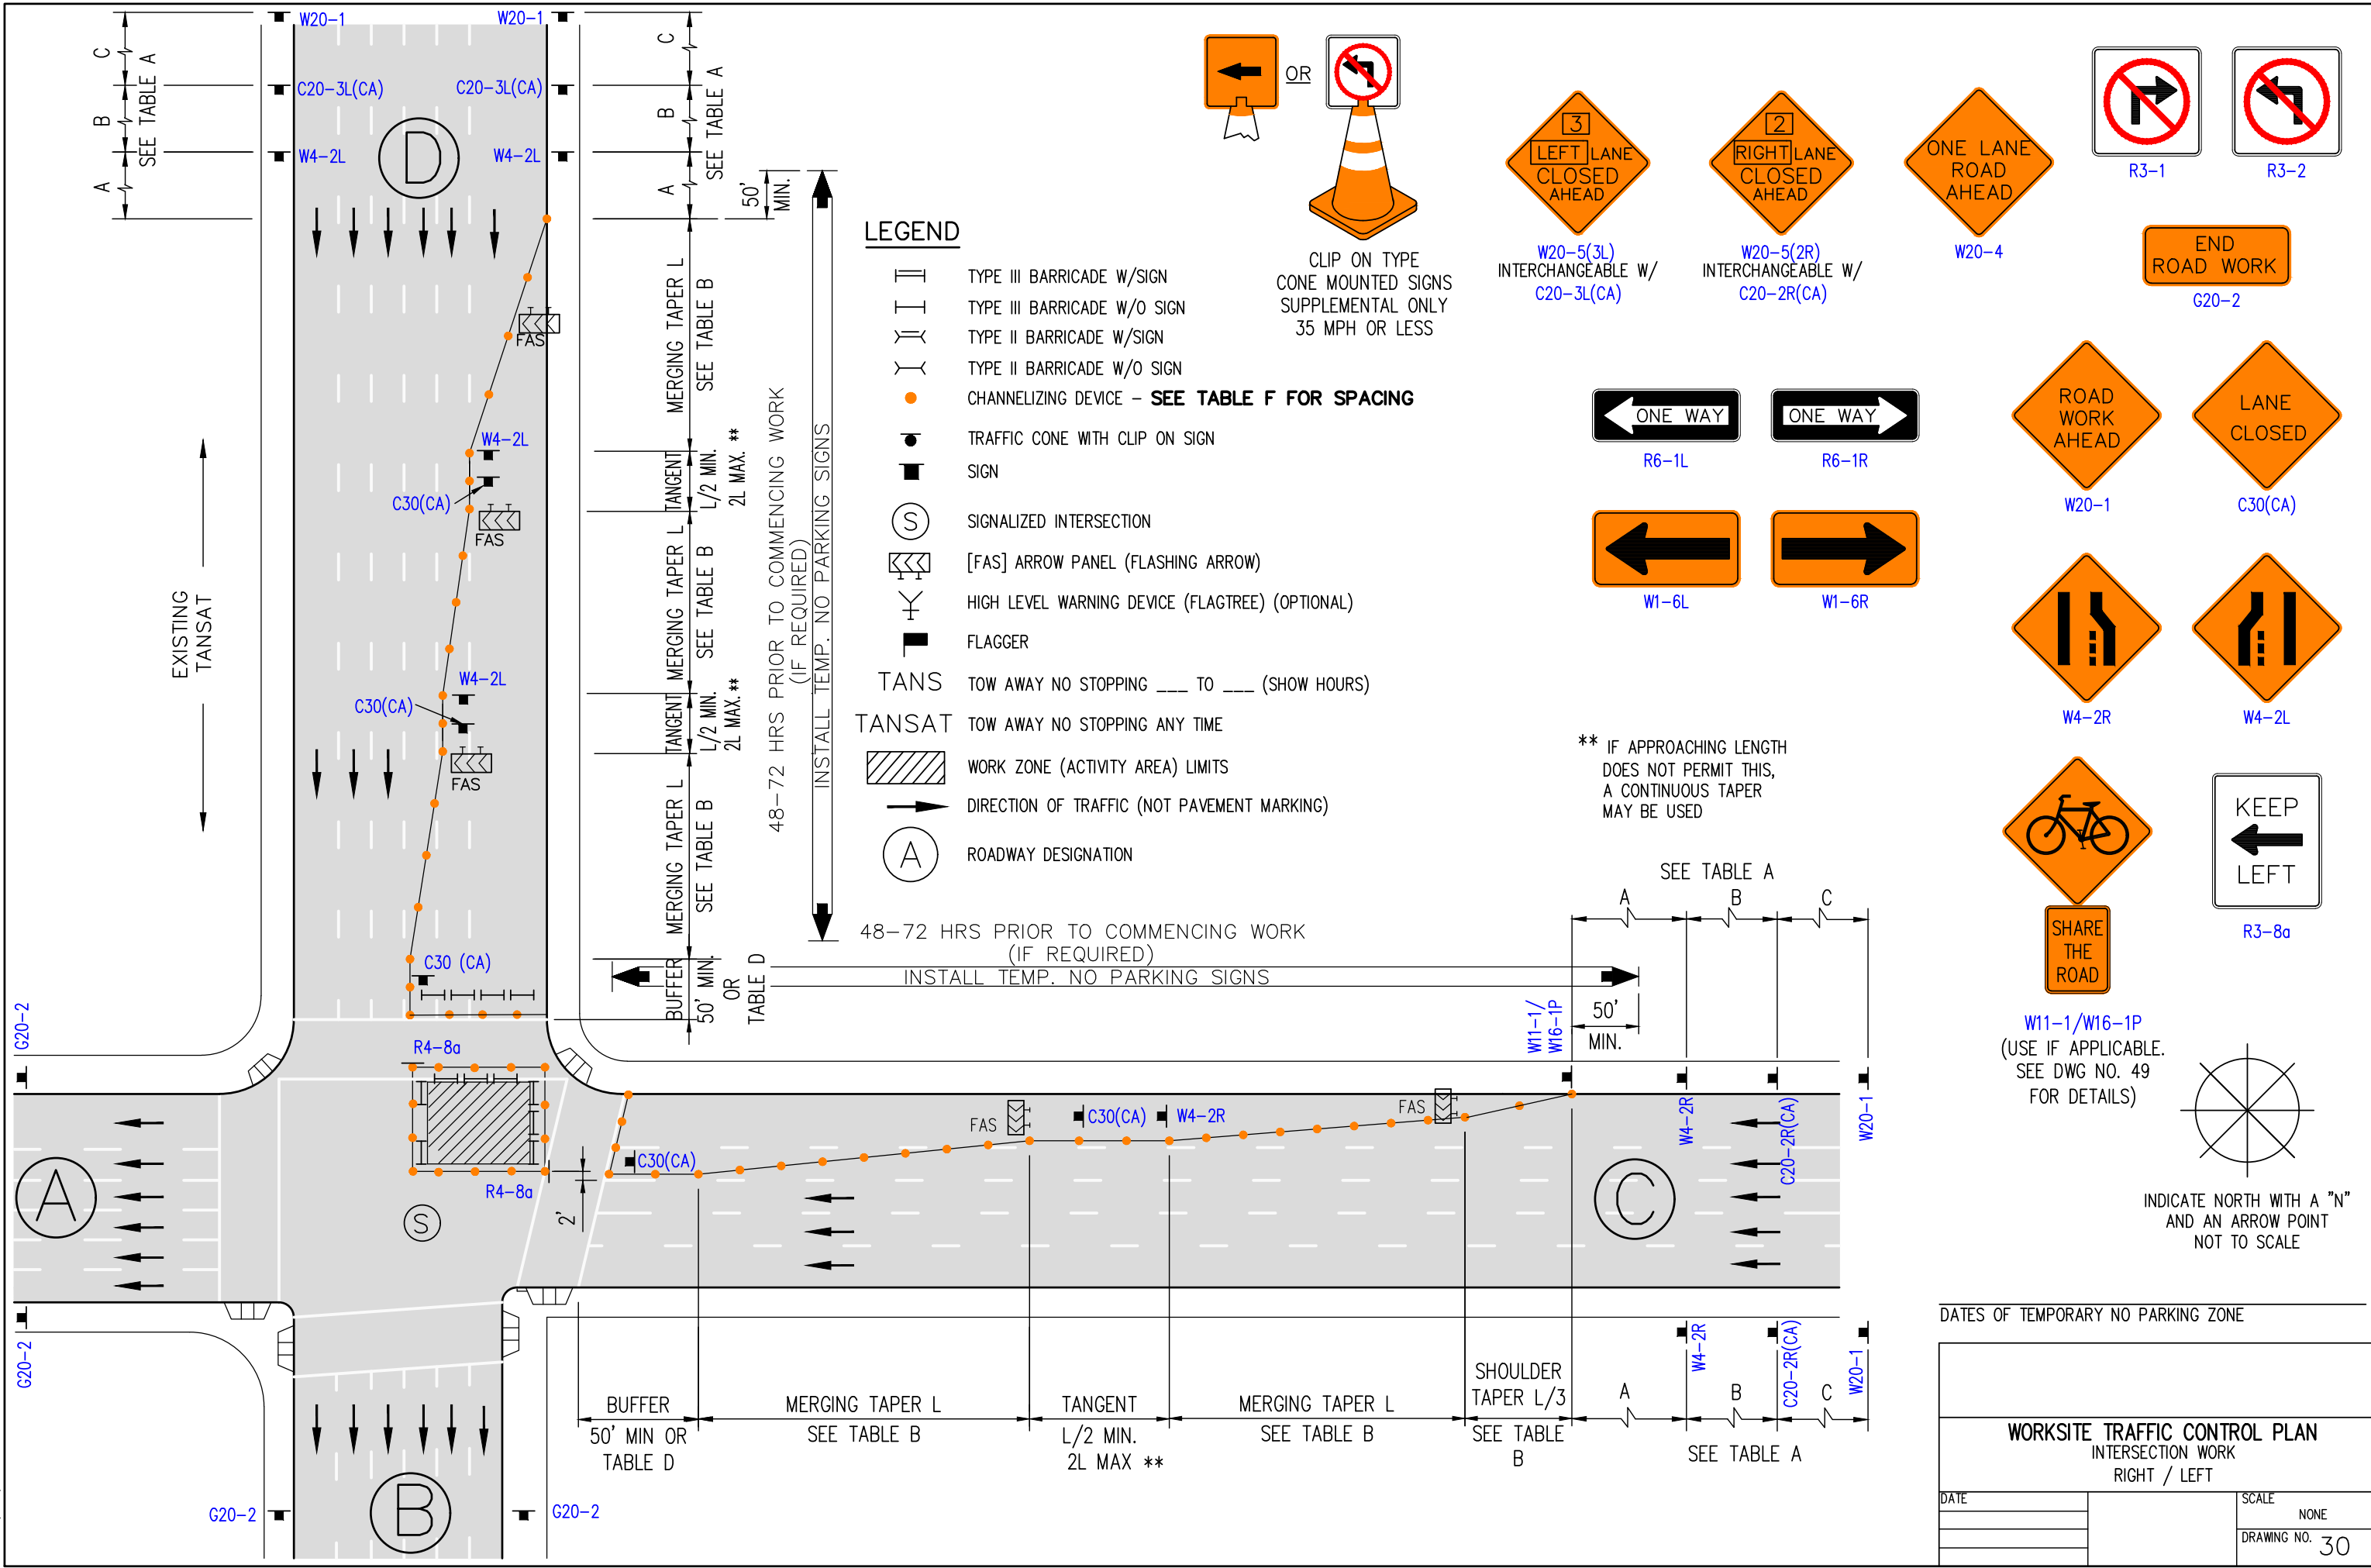 W20-1
W20-1
C
SEE TABLE A
C20-3L(CA)
C20-3L(CA)
B
W4-2L
W4-2L
A
D
C
B
A
SEE TABLE A
50'
MIN.
MERGING TAPER L
SEE TABLE B
FAS
W4-2L
C30(CA)
FAS
TANGENT
L/2 MIN.
2L MAX. **
MERGING TAPER L
SEE TABLE B
EXISTING
TANSAT
W4-2L
C30(CA)
FAS
TANGENT
L/2 MIN.
2L MAX. **
MERGING TAPER L
SEE TABLE B
C30 (CA)
BUFFER
50' MIN.
OR
TABLE D
48-72 HRS PRIOR TO COMMENCING WORK
(IF REQUIRED)
INSTALL TEMP. NO PARKING SIGNS
LEGEND
TYPE III BARRICADE W/SIGN
TYPE III BARRICADE W/O SIGN
TYPE II BARRICADE W/SIGN
TYPE II BARRICADE W/O SIGN
CHANNELIZING DEVICE - SEE TABLE F FOR SPACING
TRAFFIC CONE WITH CLIP ON SIGN
SIGN
S SIGNALIZED INTERSECTION
[FAS] ARROW PANEL (FLASHING ARROW)
HIGH LEVEL WARNING DEVICE (FLAGTREE) (OPTIONAL)
FLAGGER
TANS TOW AWAY NO STOPPING ___ TO ___ (SHOW HOURS)
TANSAT TOW AWAY NO STOPPING ANY TIME
WORK ZONE (ACTIVITY AREA) LIMITS
DIRECTION OF TRAFFIC (NOT PAVEMENT MARKING)
A ROADWAY DESIGNATION
OR
CLIP ON TYPE
CONE MOUNTED SIGNS
SUPPLEMENTAL ONLY
35 MPH OR LESS
3
LEFT LANE
CLOSED
AHEAD
W20-5(3L)
INTERCHANGEABLE W/
C20-3L(CA)
2
RIGHT LANE
CLOSED
AHEAD
W20-5(2R)
INTERCHANGEABLE W/
C20-2R(CA)
ONE LANE
ROAD
AHEAD
W20-4
R3-1
R3-2
END
ROAD WORK
G20-2
ONE WAY
R6-1L
ONE WAY
R6-1R
ROAD
WORK
AHEAD
W20-1
LANE
CLOSED
C30(CA)
W1-6L
W1-6R
W4-2R
W4-2L
** IF APPROACHING LENGTH
DOES NOT PERMIT THIS,
A CONTINUOUS TAPER
MAY BE USED
SHARE
THE
ROAD
W11-1/W16-1P
(USE IF APPLICABLE.
SEE DWG NO. 49
FOR DETAILS)
KEEP
LEFT
R3-8a
48-72 HRS PRIOR TO COMMENCING WORK
(IF REQUIRED)
INSTALL TEMP. NO PARKING SIGNS
SEE TABLE A
A
B
C
W11-1/
W16-1P
50'
MIN.
G20-2
R4-8a
R4-8a
A
S
2'
C30(CA)
FAS
C30(CA)
W4-2R
FAS
C
W4-2R
C20-2R(CA)
W20-1
G20-2
W4-2R
C20-2R(CA)
W20-1
BUFFER
50' MIN OR
TABLE D
MERGING TAPER L
SEE TABLE B
TANGENT
L/2 MIN.
2L MAX **
MERGING TAPER L
SEE TABLE B
SHOULDER
TAPER L/3
SEE TABLE
B
A
B
C
SEE TABLE A
G20-2
B
G20-2
INDICATE NORTH WITH A "N"
AND AN ARROW POINT
NOT TO SCALE
DATES OF TEMPORARY NO PARKING ZONE
WORKSITE TRAFFIC CONTROL PLAN
INTERSECTION WORK
RIGHT / LEFT
DATE
SCALE
NONE
DRAWING NO. 30